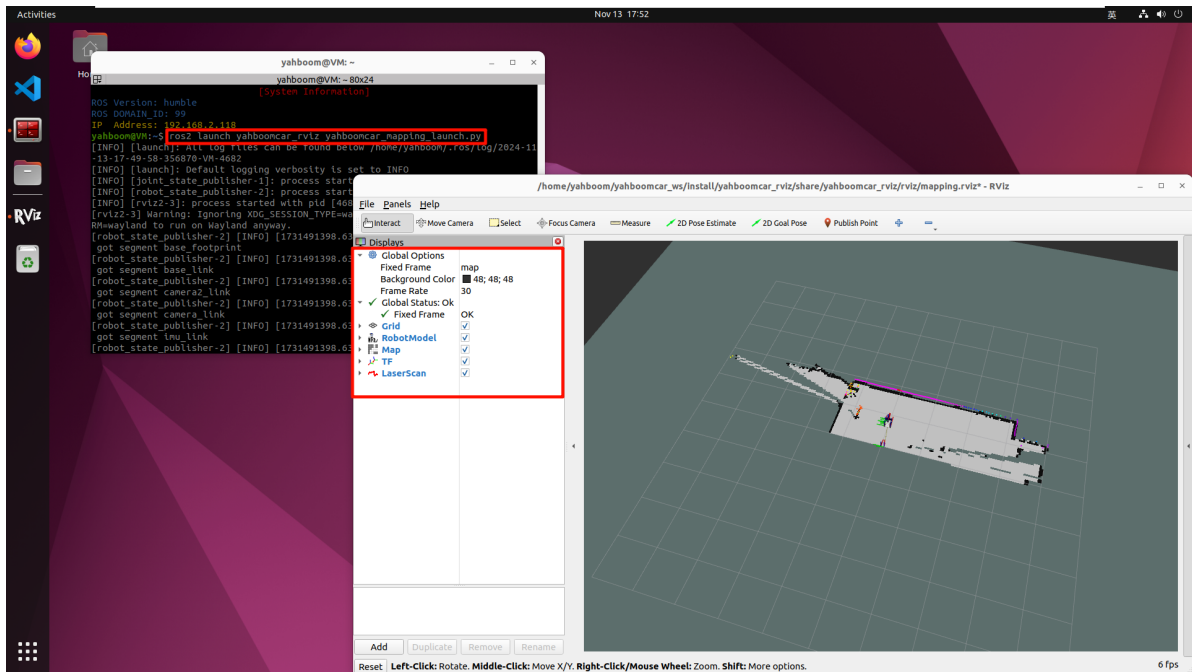 Activities
Nov 13 17:52
英
yahboom@VM: ~
yahboom@VM: ~ 80x24
[System Information]
ROS Version: humble
ROS DOMAIN_ID: 99
IP Address: 192.168.2.118
yahboom@VM:~$ ros2 launch yahboomcar_rviz yahboomcar_mapping_launch.py
[INFO] [launch]: All log files can be found below /home/yahboom/.ros/log/2024-11
-13-17-49-58-356870-VM-4682
[INFO] [launch]: Default logging verbosity is set to INFO
[INFO] [joint_state_publisher-1]: process start
[INFO] [robot_state_publisher-2]: process start
[INFO] [rviz2-3]: process started with pid [468
[rviz2-3] Warning: Ignoring XDG_SESSION_TYPE=wa
RM=wayland to run on Wayland anyway.
[robot_state_publisher-2] [INFO] [1731491398.63
got segment base_footprint
[robot_state_publisher-2] [INFO] [1731491398.63
got segment base_link
[robot_state_publisher-2] [INFO] [1731491398.63
got segment camera2_link
[robot_state_publisher-2] [INFO] [1731491398.63
got segment camera_link
[robot_state_publisher-2] [INFO] [1731491398.63
got segment imu_link
[robot_state_publisher-2] [INFO] [1731491398.63
/home/yahboom/yahboomcar_ws/install/yahboomcar_rviz/share/yahboomcar_rviz/rviz/mapping.rviz* - RViz
File Panels Help
Interact Move Camera Select Focus Camera Measure 2D Pose Estimate 2D Goal Pose Publish Point
Displays
Global Options
Fixed Frame map
Background Color 48; 48; 48
Frame Rate 30
Global Status: Ok
Fixed Frame OK
Grid
RobotModel
Map
TF
LaserScan
RViz
Add Duplicate Remove Rename
Reset Left-Click: Rotate. Middle-Click: Move X/Y. Right-Click/Mouse Wheel: Zoom. Shift: More options.
6 fps